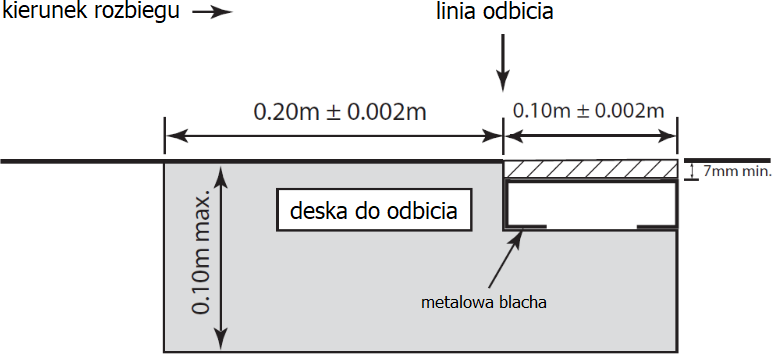 kierunek rozbiegu
linia odbicia
0.20m ± 0.002m
0.10m ± 0.002m
7mm min.
deska do odbicia
0.10m max.
metalowa blacha